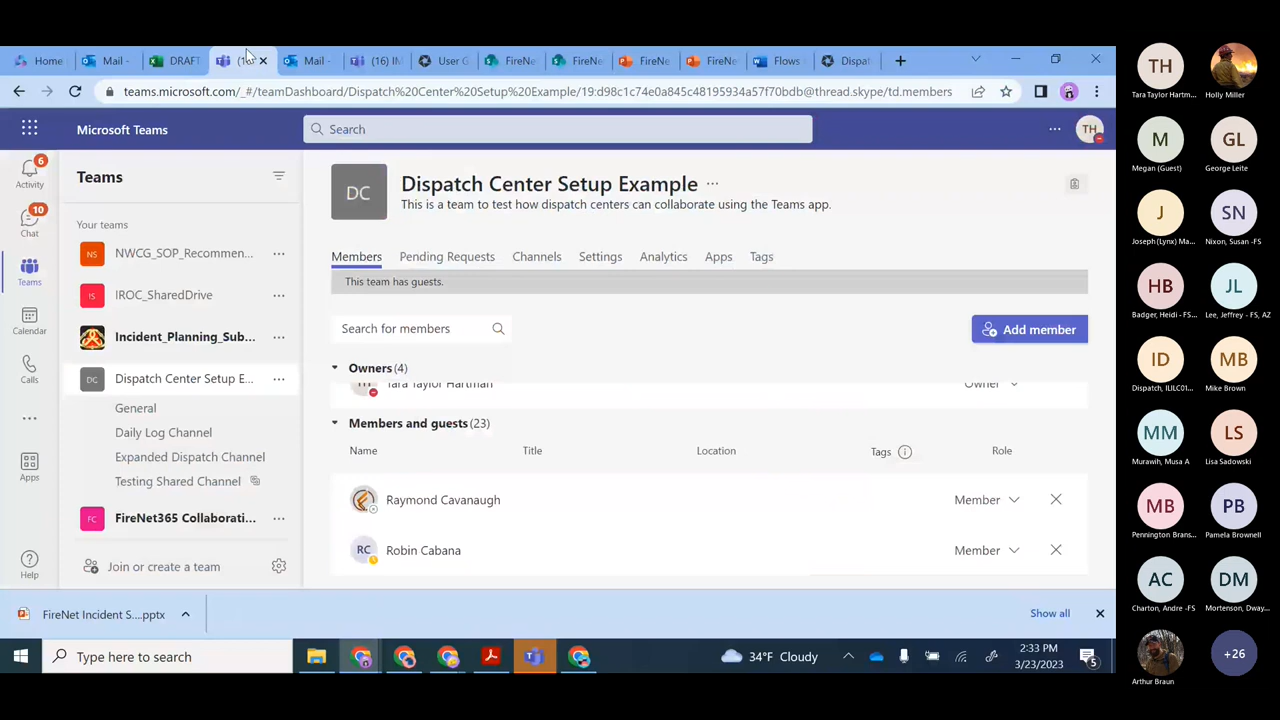 Home
Mail -
DRAFT
(1
Mail -
(16) IM
User G
FireNe
FireNe
FireNe
FireNe
Flows
Dispat
teams.microsoft.com/_#/teamDashboard/Dispatch%20Center%20Setup%20Example/19:d98c1c74e0a845c48195934a57f70bdb@thread.skype/td.members
Microsoft Teams
Search
TH
6
Activity
10
Chat
Teams
Calendar
Calls
Apps
Help
Teams
Your teams
NS NWCG_SOP_Recommen...
IS IROC_SharedDrive
Incident_Planning_Sub...
DC Dispatch Center Setup E...
General
Daily Log Channel
Expanded Dispatch Channel
Testing Shared Channel
FC FireNet365 Collaborati...
Join or create a team
DC
Dispatch Center Setup Example ...
This is a team to test how dispatch centers can collaborate using the Teams app.
Members Pending Requests Channels Settings Analytics Apps Tags
This team has guests.
Search for members
Add member
Owners (4)
TH Tara Taylor Hartman Owner
Members and guests (23)
Name Title Location Tags Role
Raymond Cavanaugh Member
RC Robin Cabana Member
FireNet Incident S....pptx
Show all
Type here to search
34°F Cloudy
2:33 PM
3/23/2023
5
TH
Tara Taylor Hartm... Holly Miller
M GL
Megan (Guest) George Leite
J SN
Joseph (Lynx) Ma... Nixon, Susan -FS
HB JL
Badger, Heidi - FS... Lee, Jeffrey - FS, AZ
ID MB
Dispatch, ILILC01... Mike Brown
MM LS
Murawih, Musa A Lisa Sadowski
MB PB
Pennington Brans... Pamela Brownell
AC DM
Charton, Andre -FS Mortenson, Dway...
+26
Arthur Braun